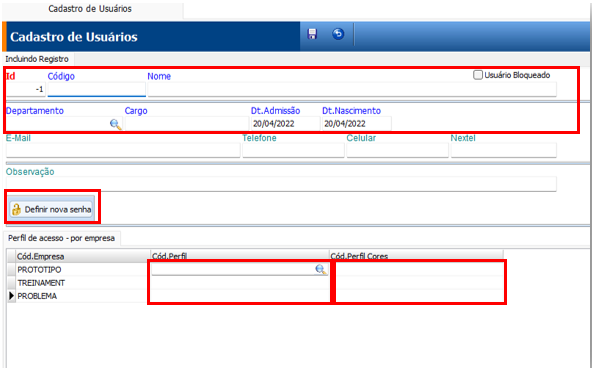 Cadastro de Usuários
Cadastro de Usuários
Incluindo Registro
Id Código Nome Usuário Bloqueado
-1
Departamento Cargo Dt.Admissão Dt.Nascimento
20/04/2022 20/04/2022
E-Mail Telefone Celular Nextel
Observação
Definir nova senha
Perfil de acesso - por empresa
Cód.Empresa Cód.Perfil Cód.Perfil Cores
PROTOTIPO
TREINAMENT
PROBLEMA